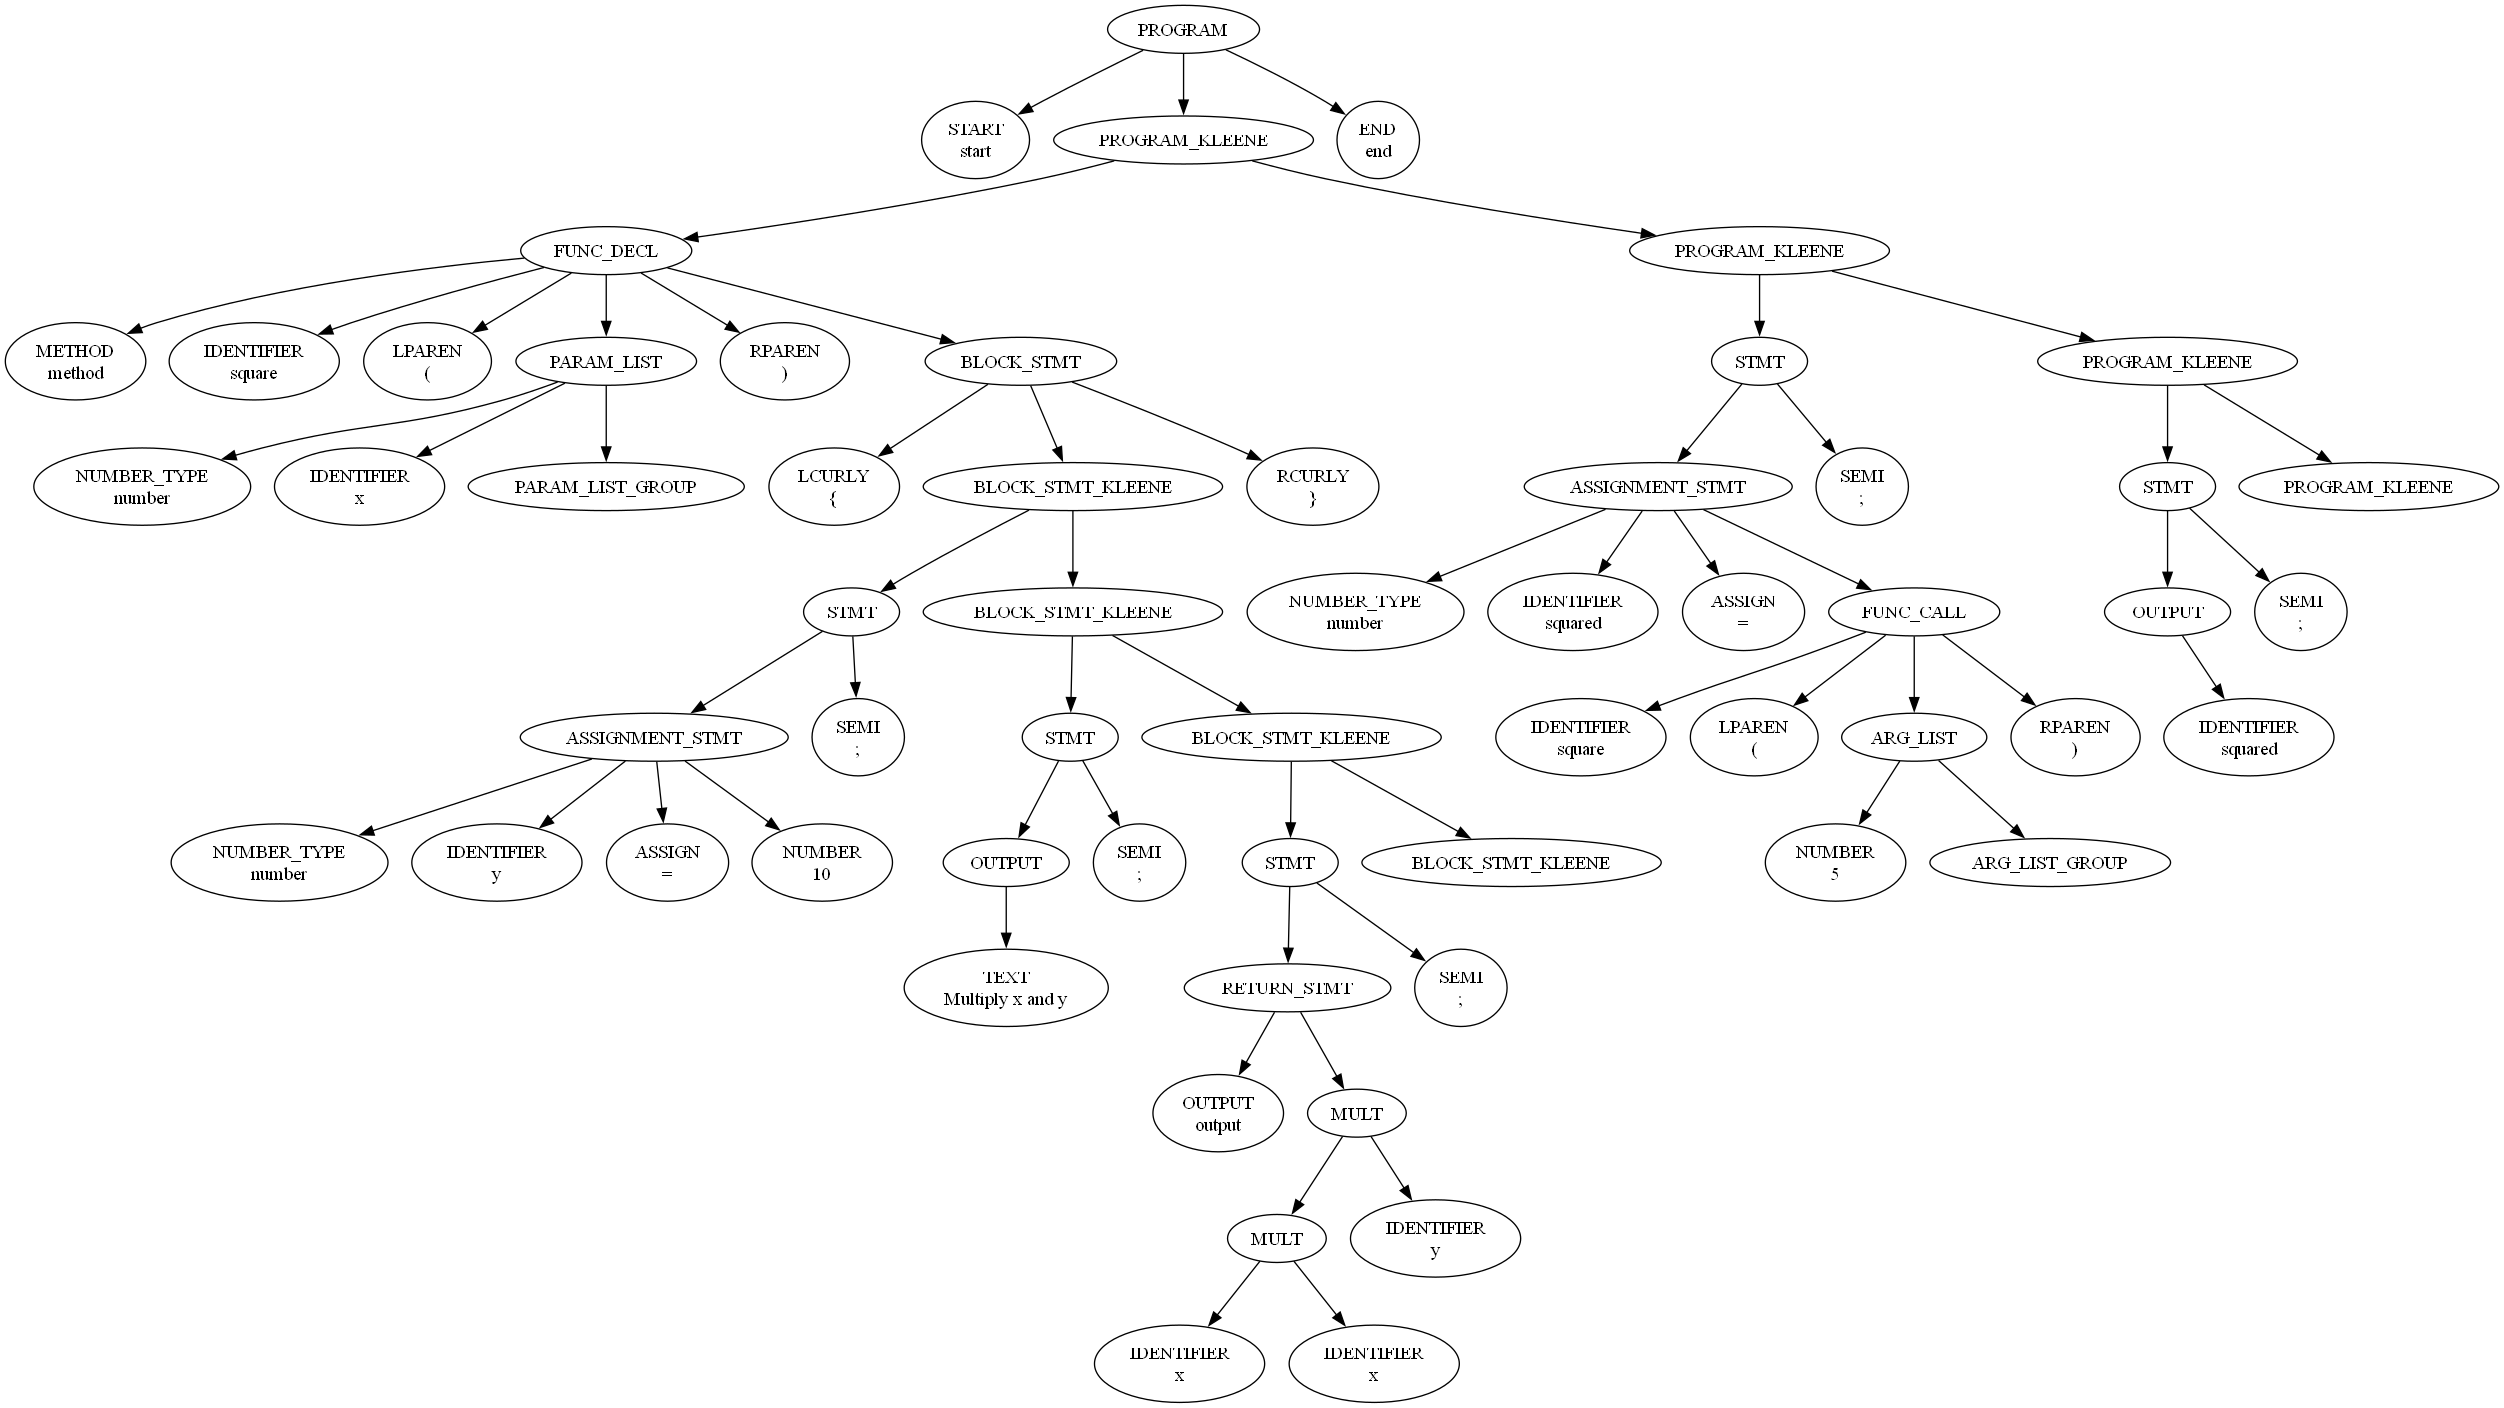 PROGRAM
START
start
PROGRAM_KLEENE
END
end
FUNC_DECL
PROGRAM_KLEENE
METHOD
method
IDENTIFIER
square
LPAREN
(
PARAM_LIST
RPAREN
)
BLOCK_STMT
STMT
PROGRAM_KLEENE
NUMBER_TYPE
number
IDENTIFIER
x
PARAM_LIST_GROUP
LCURLY
{
BLOCK_STMT_KLEENE
RCURLY
}
ASSIGNMENT_STMT
SEMI
;
STMT
PROGRAM_KLEENE
STMT
BLOCK_STMT_KLEENE
NUMBER_TYPE
number
IDENTIFIER
squared
ASSIGN
=
FUNC_CALL
OUTPUT
SEMI
;
ASSIGNMENT_STMT
SEMI
;
STMT
BLOCK_STMT_KLEENE
IDENTIFIER
square
LPAREN
(
ARG_LIST
RPAREN
)
IDENTIFIER
squared
NUMBER_TYPE
number
IDENTIFIER
y
ASSIGN
=
NUMBER
10
OUTPUT
SEMI
;
STMT
BLOCK_STMT_KLEENE
NUMBER
5
ARG_LIST_GROUP
TEXT
Multiply x and y
RETURN_STMT
SEMI
;
OUTPUT
output
MULT
MULT
IDENTIFIER
y
IDENTIFIER
x
IDENTIFIER
x